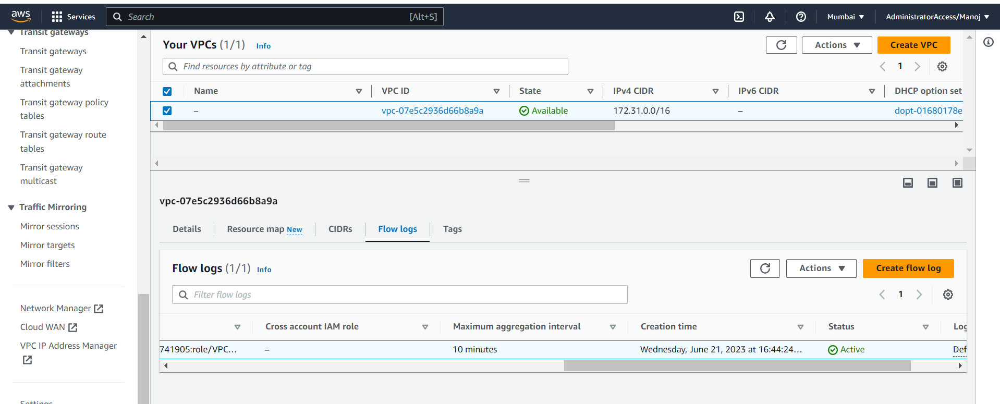 aws
Services
Search
[Alt+S]
Mumbai
AdministratorAccess/Manoj
Transit gateways
Transit gateways
Transit gateway
attachments
Transit gateway policy
tables
Transit gateway route
tables
Transit gateway
multicast
Traffic Mirroring
Mirror sessions
Mirror targets
Mirror filters
Network Manager
Cloud WAN
VPC IP Address Manager
Settings
Your VPCs (1/1) Info
Actions
Create VPC
Find resources by attribute or tag
1
Name VPC ID State IPv4 CIDR IPv6 CIDR DHCP option set
– vpc-07e5c2936d66b8a9a Available 172.31.0.0/16 – dopt-01680178e
vpc-07e5c2936d66b8a9a
Details Resource map New CIDRs Flow logs Tags
Flow logs (1/1) Info
Actions
Create flow log
Filter flow logs
1
Cross account IAM role Maximum aggregation interval Creation time Status Log
741905:role/VPC... – 10 minutes Wednesday, June 21, 2023 at 16:44:24... Active Def